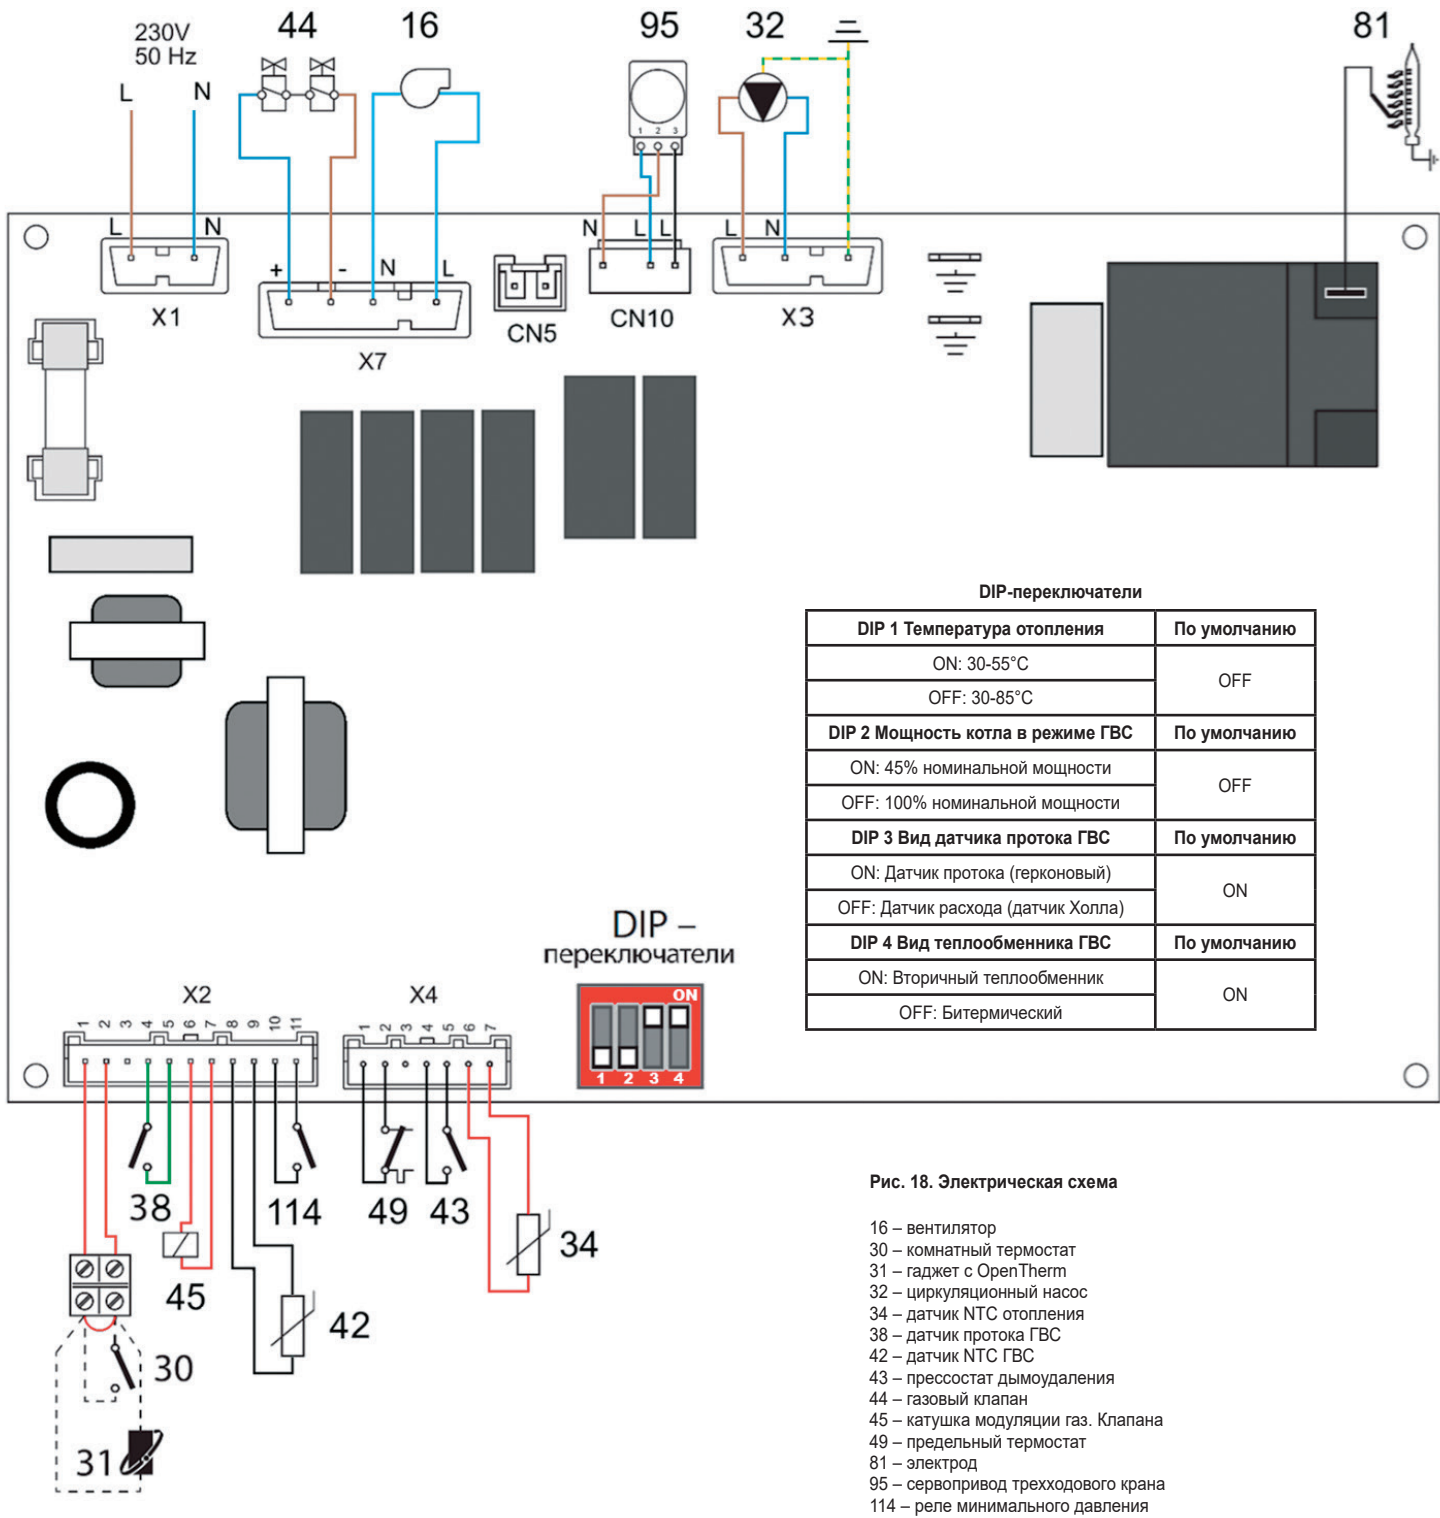 230V
50 Hz
44
16
95
32
81
L N
1 2 3
L N
+ - N L
N L L
L N
X1
X7
CN5
CN10
X3
DIP-переключатели
DIP 1 Температура отопления По умолчанию
ON: 30-55°C
OFF
OFF: 30-85°C
DIP 2 Мощность котла в режиме ГВС По умолчанию
ON: 45% номинальной мощности
OFF
OFF: 100% номинальной мощности
DIP 3 Вид датчика протока ГВС По умолчанию
ON: Датчик протока (герконовый)
ON
OFF: Датчик расхода (датчик Холла)
DIP 4 Вид теплообменника ГВС По умолчанию
ON: Вторичный теплообменник
ON
OFF: Битермический
DIP –
переключатели
ON
1 2 3 4
X2
1 2 3 4 5 6 7 8 9 10 11
X4
1 2 3 4 5 6 7
38
114
49
43
34
45
42
30
31
Рис. 18. Электрическая схема
16 – вентилятор
30 – комнатный термостат
31 – гаджет с OpenTherm
32 – циркуляционный насос
34 – датчик NTC отопления
38 – датчик протока ГВС
42 – датчик NTC ГВС
43 – прессостат дымоудаления
44 – газовый клапан
45 – катушка модуляции газ. Клапана
49 – предельный термостат
81 – электрод
95 – сервопривод трехходового крана
114 – реле минимального давления